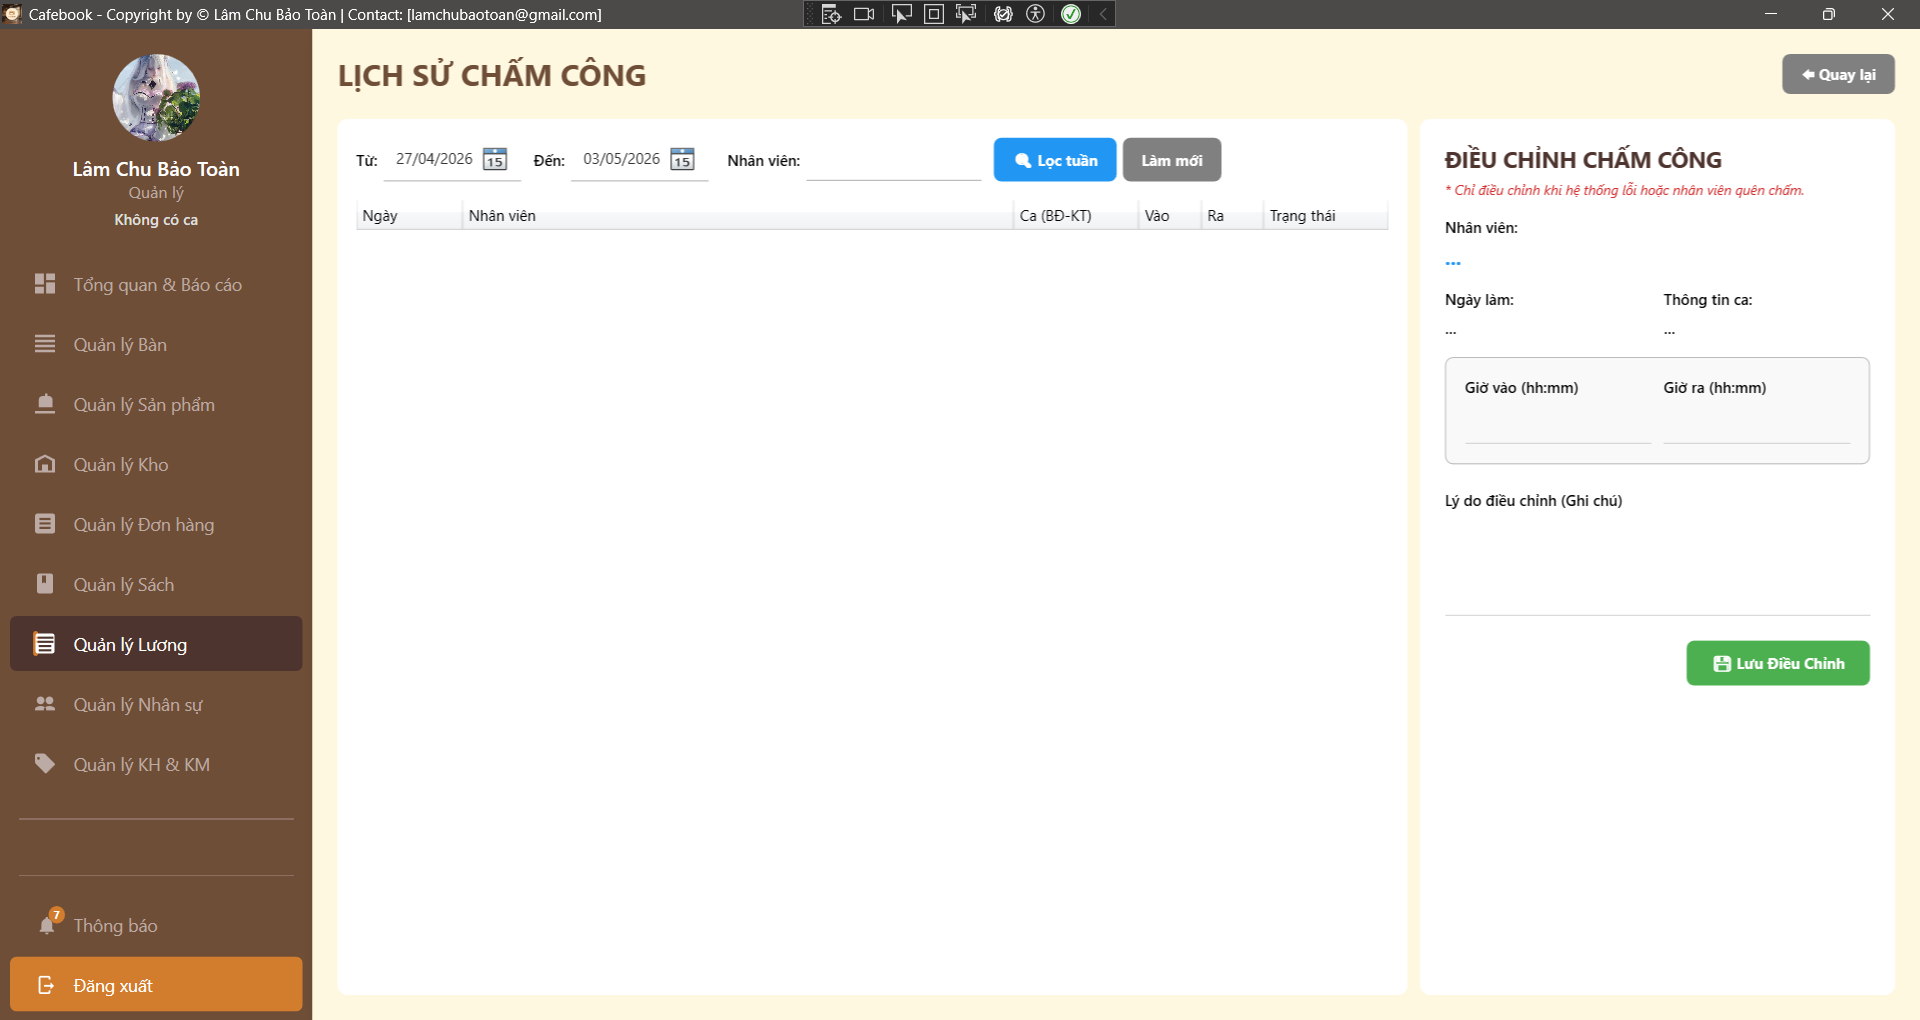 Cafebook - Copyright by © Lâm Chu Bảo Toàn | Contact: [lamchubaotoan@gmail.com]
Lâm Chu Bảo Toàn
Quản lý
Không có ca
Tổng quan & Báo cáo
Quản lý Bàn
Quản lý Sản phẩm
Quản lý Kho
Quản lý Đơn hàng
Quản lý Sách
Quản lý Lương
Quản lý Nhân sự
Quản lý KH & KM
7
Thông báo
Đăng xuất
LỊCH SỬ CHẤM CÔNG
Quay lại
Từ: 27/04/2026 15 Đến: 03/05/2026 15 Nhân viên: Lọc tuần Làm mới
Ngày Nhân viên Ca (BĐ-KT) Vào Ra Trạng thái
ĐIỀU CHỈNH CHẤM CÔNG
* Chỉ điều chỉnh khi hệ thống lỗi hoặc nhân viên quên chấm.
Nhân viên:
...
Ngày làm: Thông tin ca:
... ...
Giờ vào (hh:mm) Giờ ra (hh:mm)
Lý do điều chỉnh (Ghi chú)
Lưu Điều Chỉnh